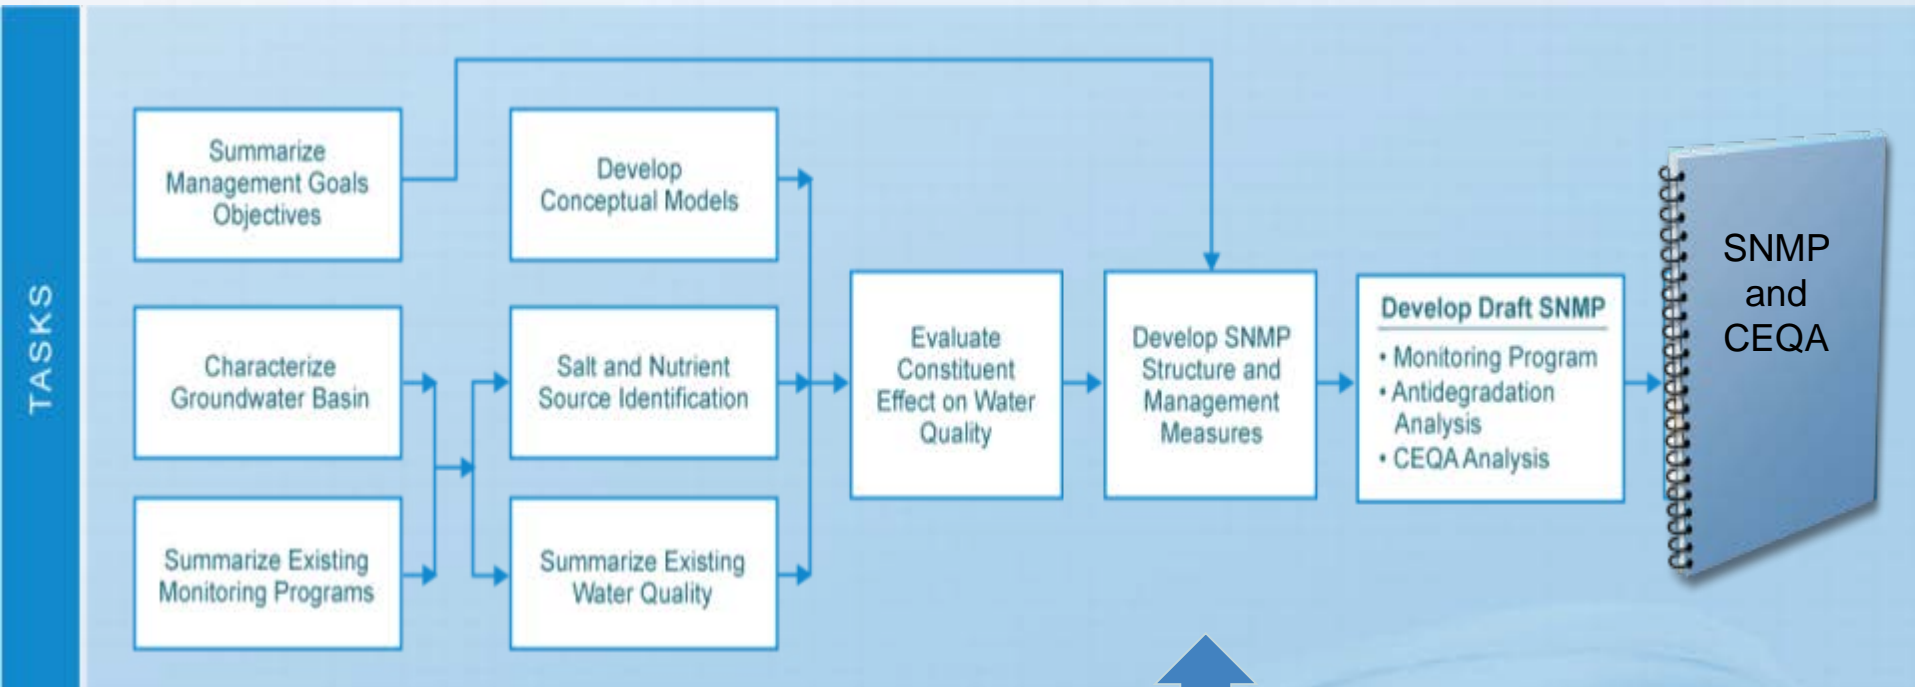 TASKS
Summarize
Management Goals
Objectives
Develop
Conceptual Models
Characterize
Groundwater Basin
Salt and Nutrient
Source Identification
Summarize Existing
Monitoring Programs
Summarize Existing
Water Quality
Evaluate
Constituent
Effect on Water
Quality
Develop SNMP
Structure and
Management
Measures
Develop Draft SNMP
• Monitoring Program
• Antidegradation
Analysis
• CEQA Analysis
SNMP
and
CEQA